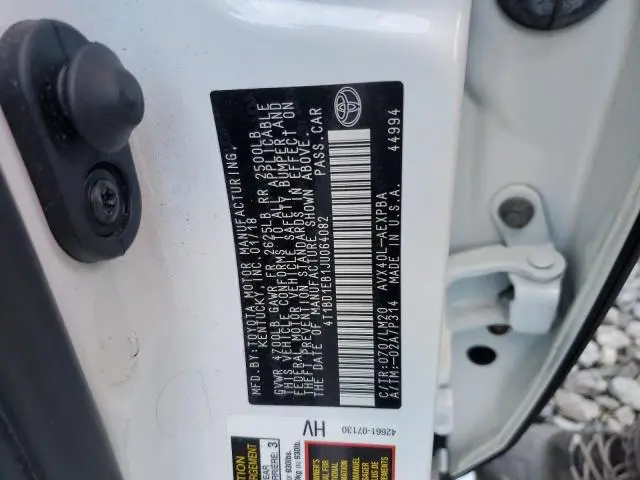 MFD BY:TOYOTA MOTOR MANUFACTURING,
KENTUCKY, INC. 01/18
GVWR 4700LB GAWR FR 2625LB RR 2500LB
THIS VEHICLE CONFORMS TO ALL APPLICABLE
FEDERAL MOTOR VEHICLE SAFETY, BUMPER, AND
THEFT PREVENTION STANDARDS IN EFFECT ON
THE DATE OF MANUFACTURE SHOWN ABOVE.
4T1BD1EB1JU064082 PASS.CAR
C/TR:070/LM20 AVX40L-AEXPBA
A/TM:-02A/P314 MADE IN U.S.A. 44994
42661-07130
HV